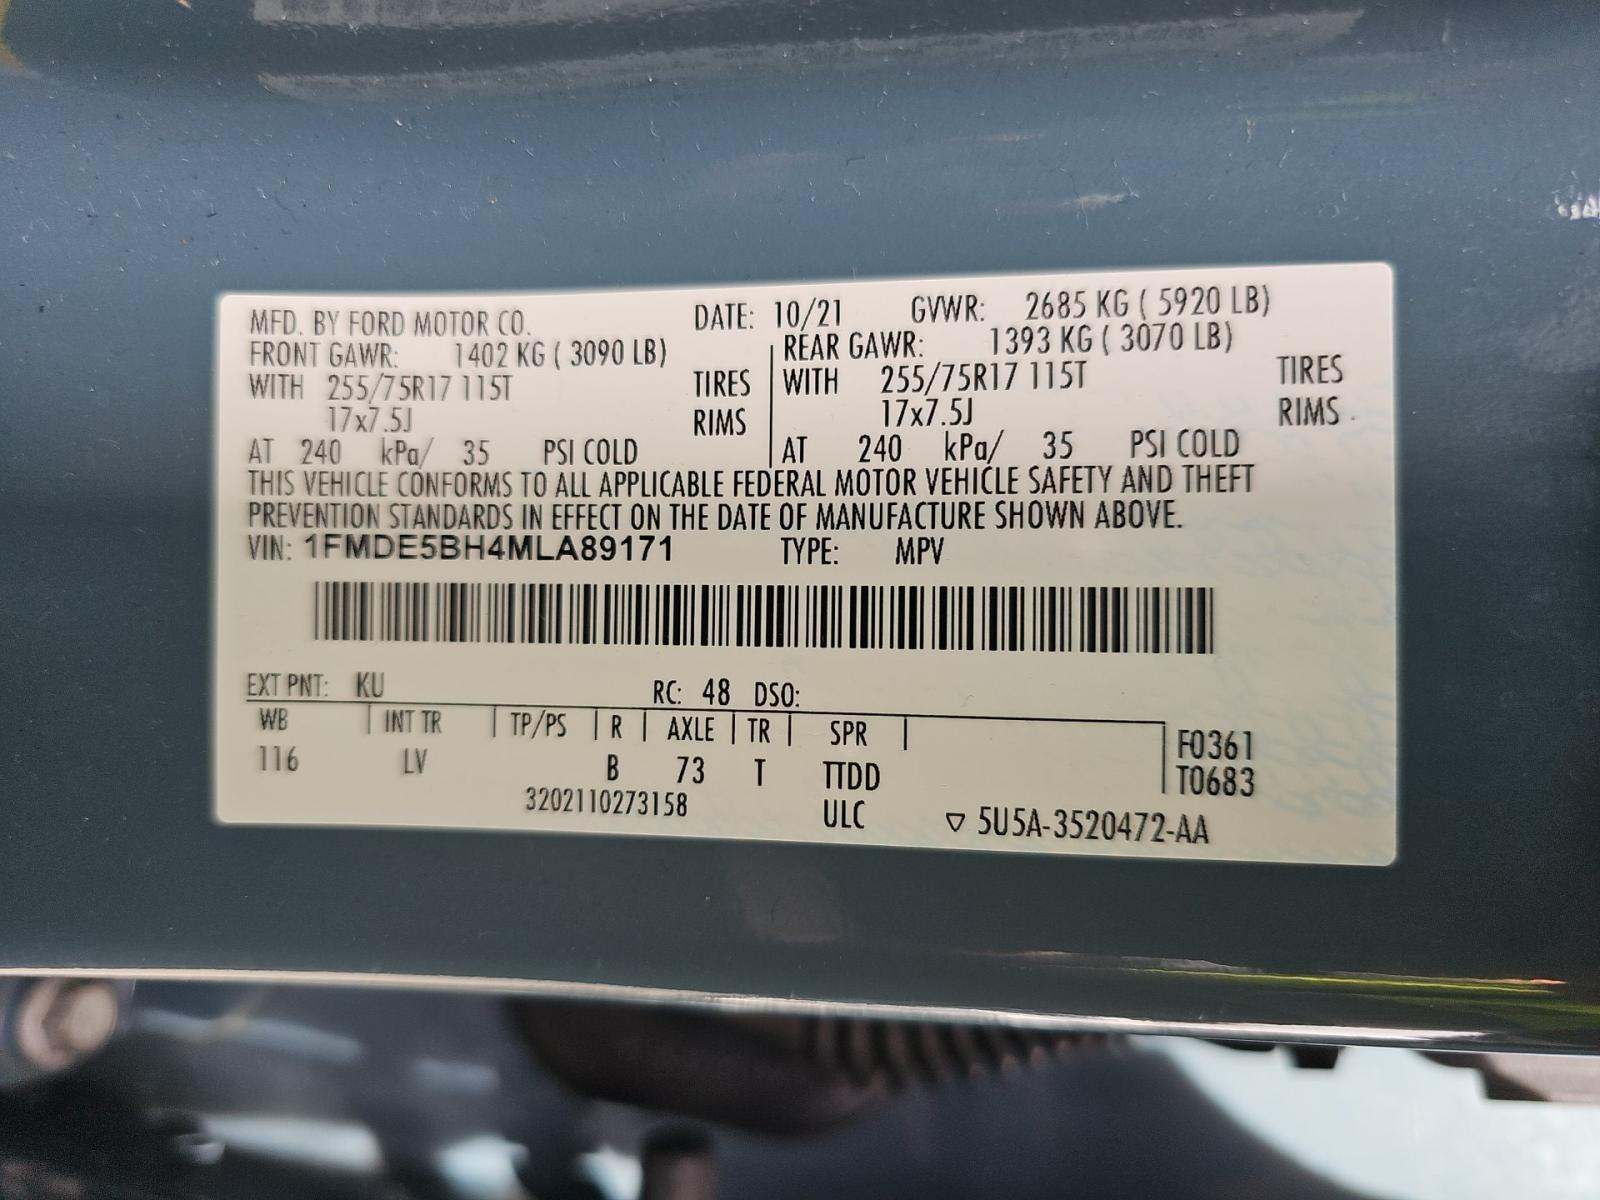 MFD. BY FORD MOTOR CO. DATE: 10/21 GVWR: 2685 KG ( 5920 LB)
FRONT GAWR: 1402 KG ( 3090 LB) REAR GAWR: 1393 KG ( 3070 LB)
WITH 255/75R17 115T TIRES WITH 255/75R17 115T TIRES
17x7.5J RIMS 17x7.5J RIMS
AT 240 kPa/ 35 PSI COLD AT 240 kPa/ 35 PSI COLD
THIS VEHICLE CONFORMS TO ALL APPLICABLE FEDERAL MOTOR VEHICLE SAFETY AND THEFT
PREVENTION STANDARDS IN EFFECT ON THE DATE OF MANUFACTURE SHOWN ABOVE.
VIN: 1FMDE5BH4MLA89171 TYPE: MPV
EXT PNT: KU RC: 48 DSO:
WB INT TR TP/PS R AXLE TR SPR F0361
116 LV B 73 T TTDD T0683
3202110273158 ULC ▽ 5U5A-3520472-AA